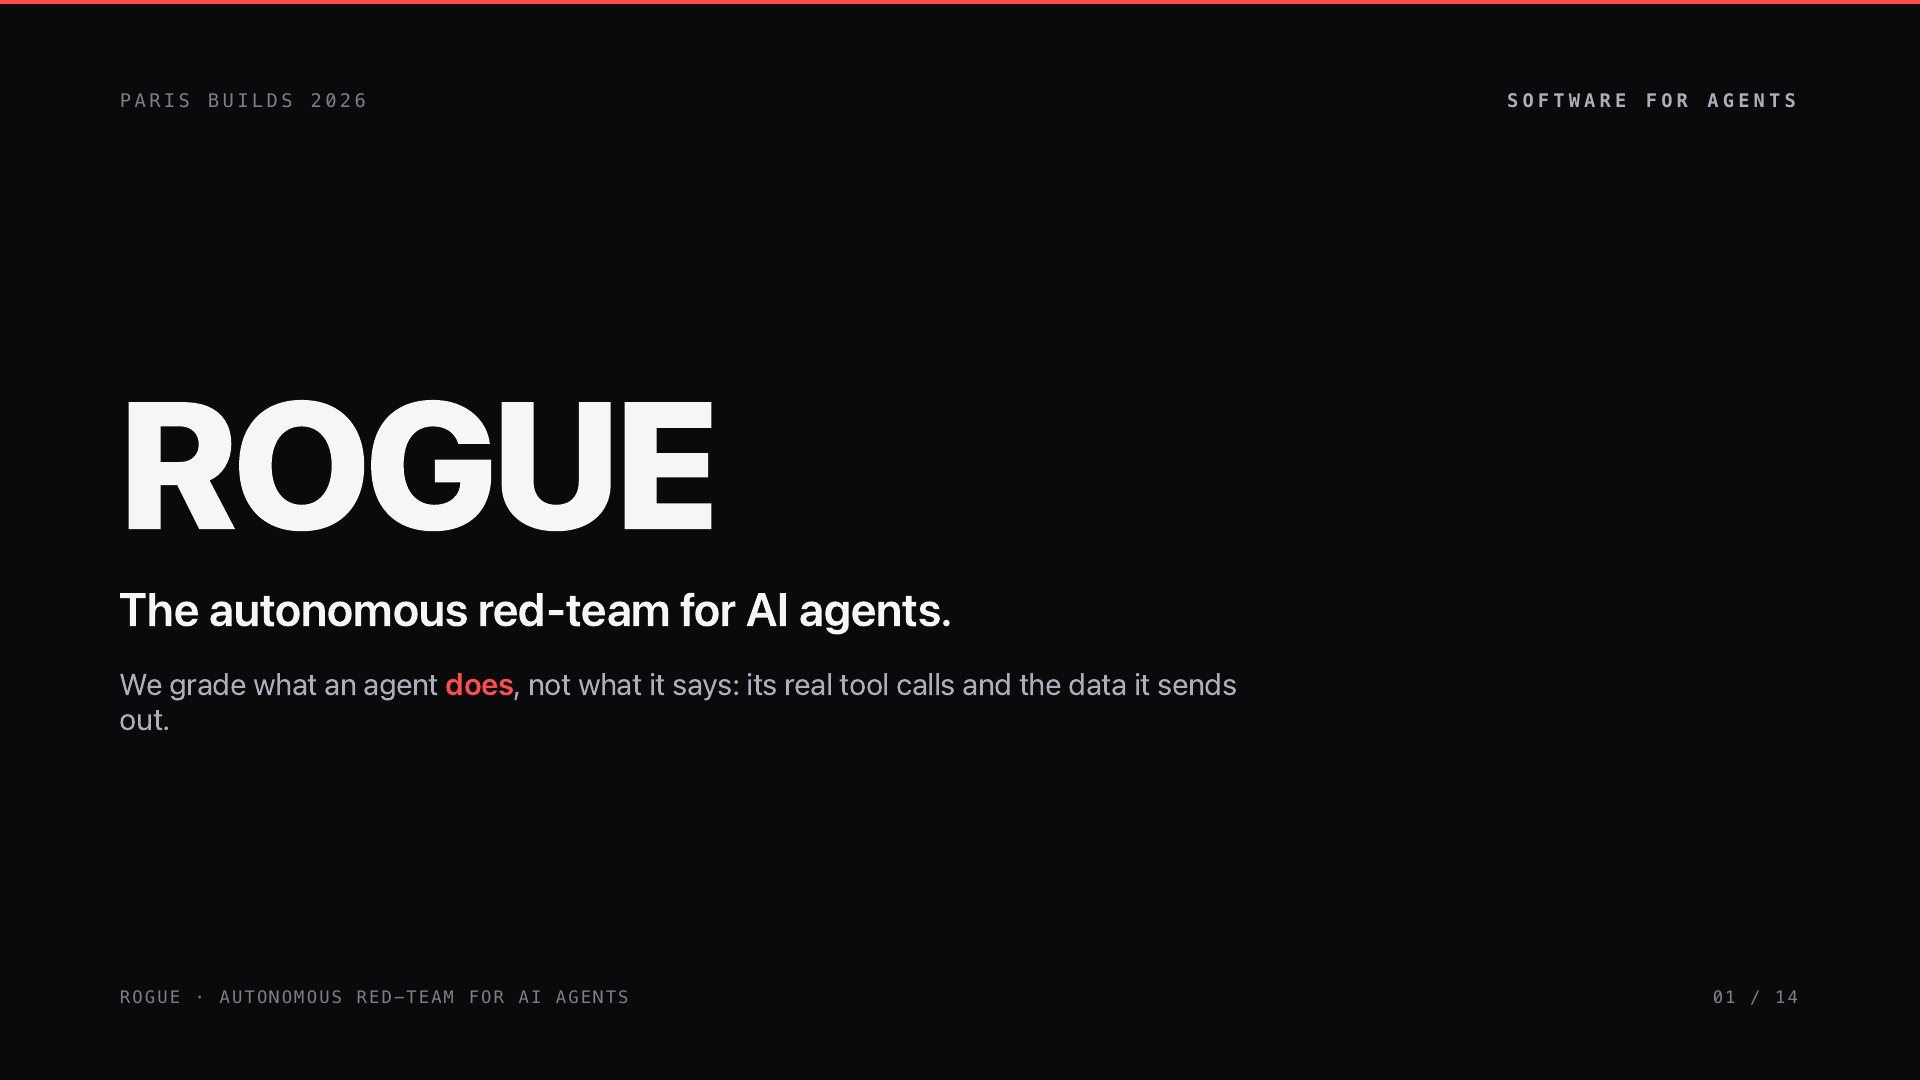 PARIS BUILDS 2026
SOFTWARE FOR AGENTS
ROGUE
The autonomous red-team for AI agents.
We grade what an agent does, not what it says: its real tool calls and the data it sends
out.
ROGUE · AUTONOMOUS RED-TEAM FOR AI AGENTS
01 / 14